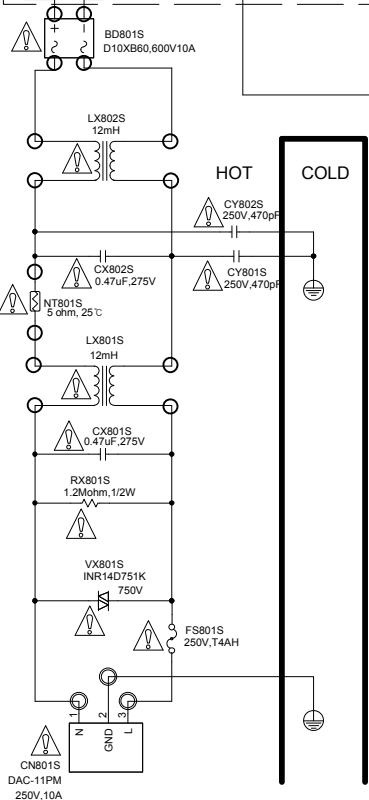 BD801S
D10XB60,600V10A
+ −
LX802S
12mH
HOT
COLD
CY802S
250V,470pF
CX802S
0.47uF,275V
CY801S
250V,470pF
NT801S
5 ohm, 25℃
LX801S
12mH
CX801S
0.47uF,275V
RX801S
1.2Mohm,1/2W
VX801S
INR14D751K
750V
FS801S
250V,T4AH
1 2 3
N GND L
CN801S
DAC-11PM
250V,10A